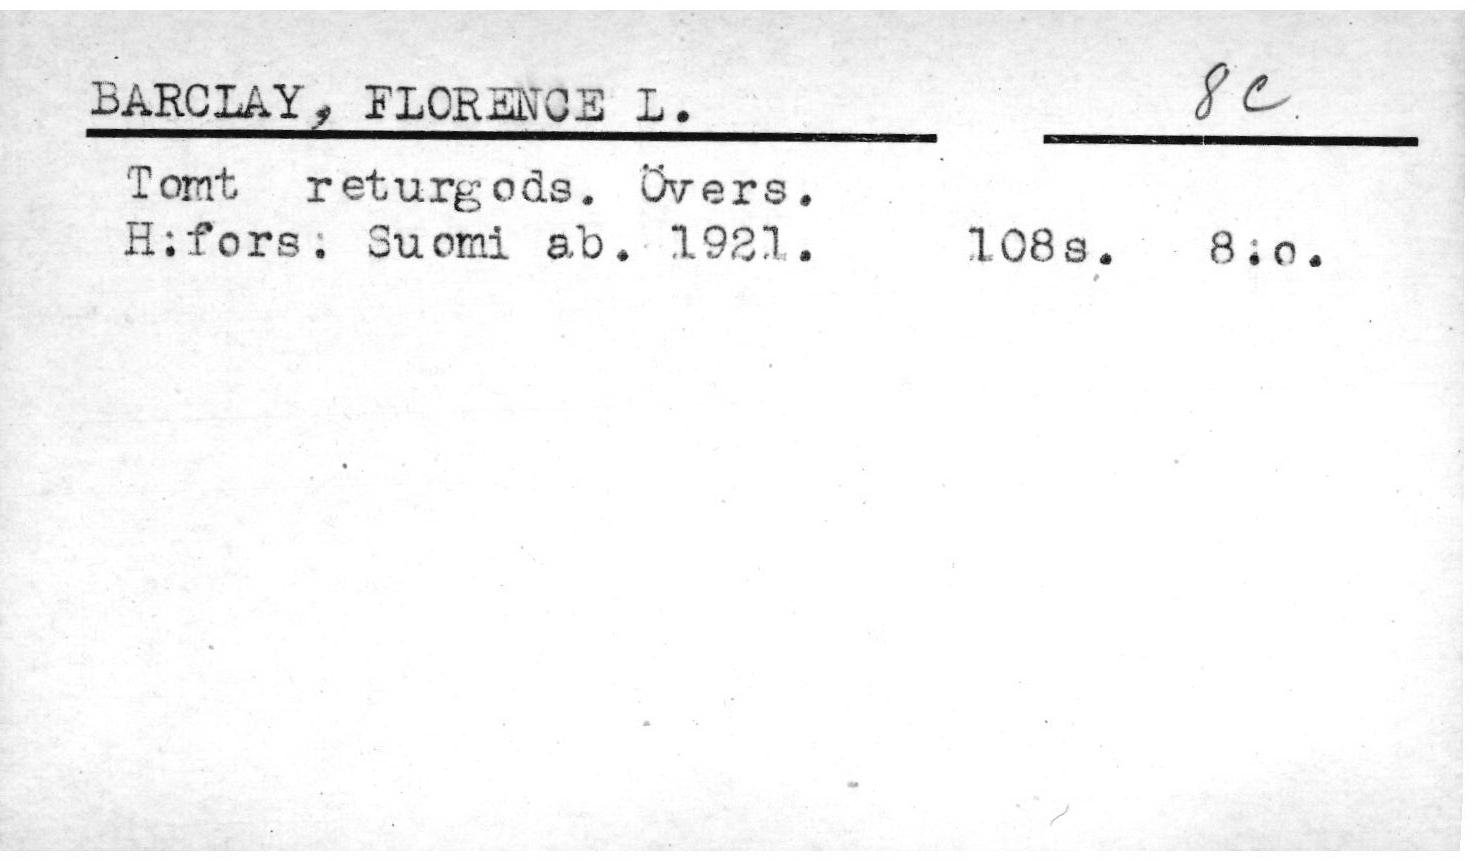 BARCLAY, FLORENCE L. 8c
Tomt returgods. Övers.
H:fors: Suomi ab. 1921. 108s. 8:o.